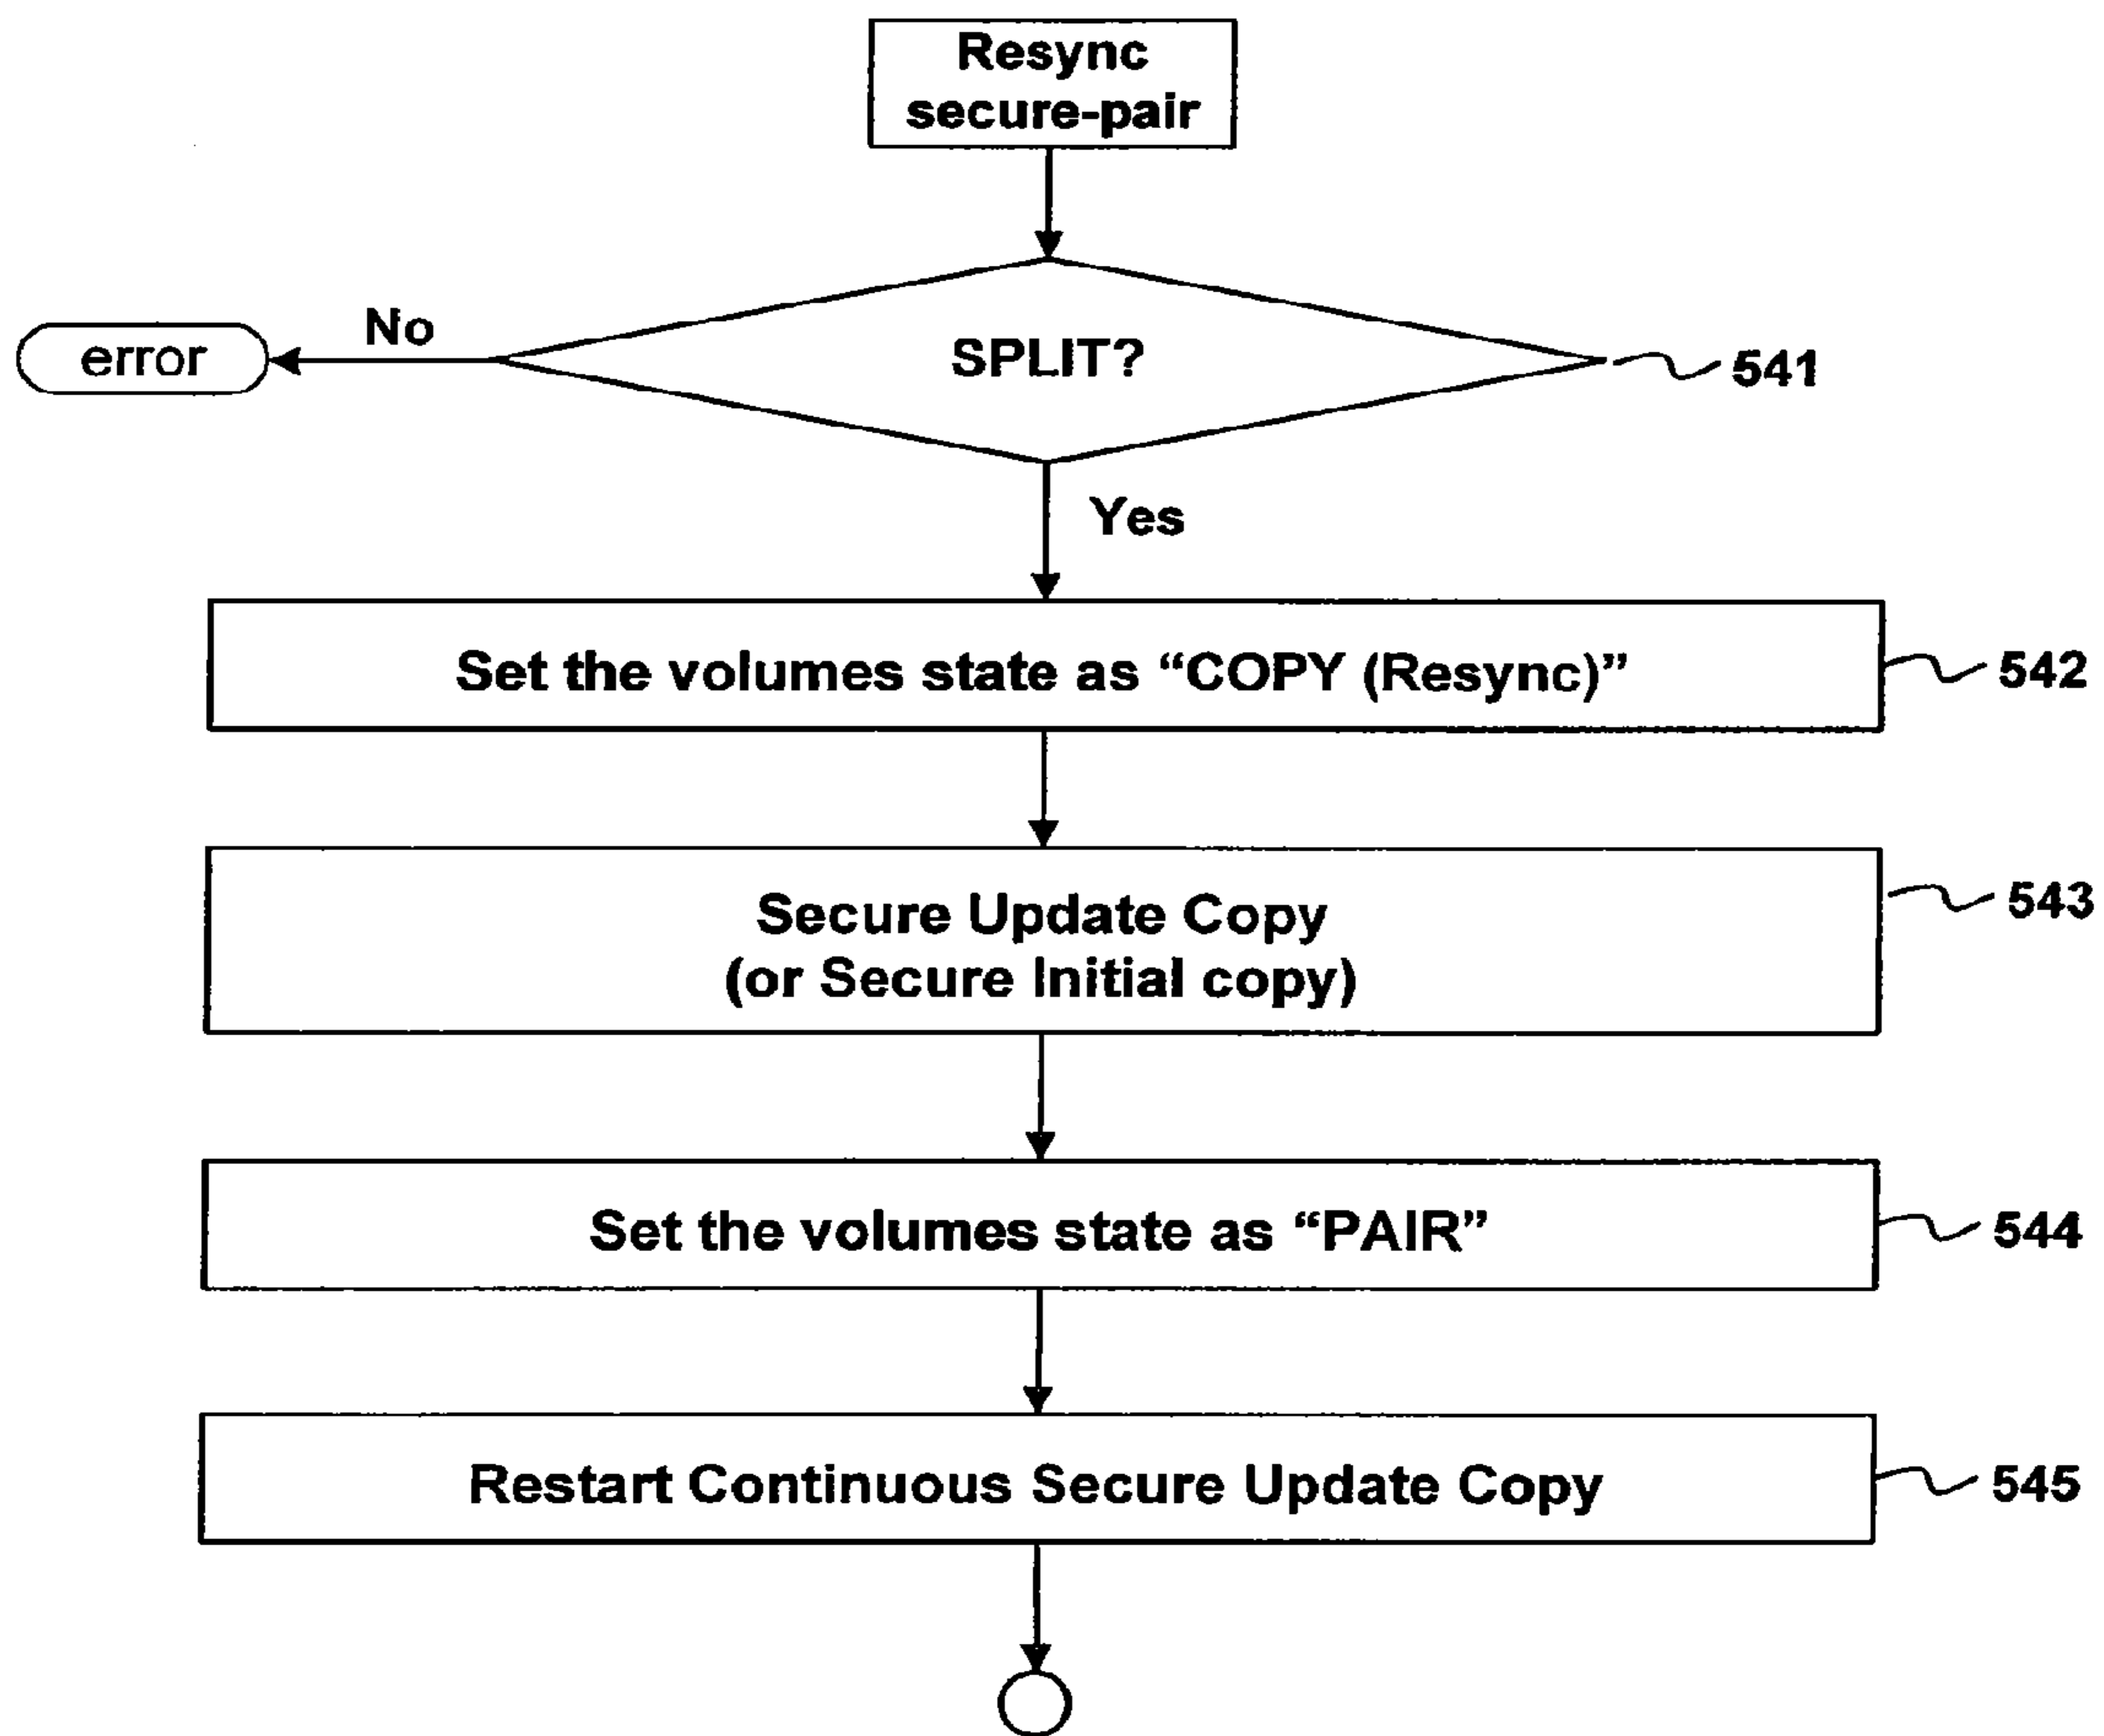 Resync
secure-pair
SPLIT?
541
No
error
Yes
Set the volumes state as “COPY (Resync)”
542
Secure Update Copy
(or Secure Initial copy)
543
Set the volumes state as “PAIR”
544
Restart Continuous Secure Update Copy
545